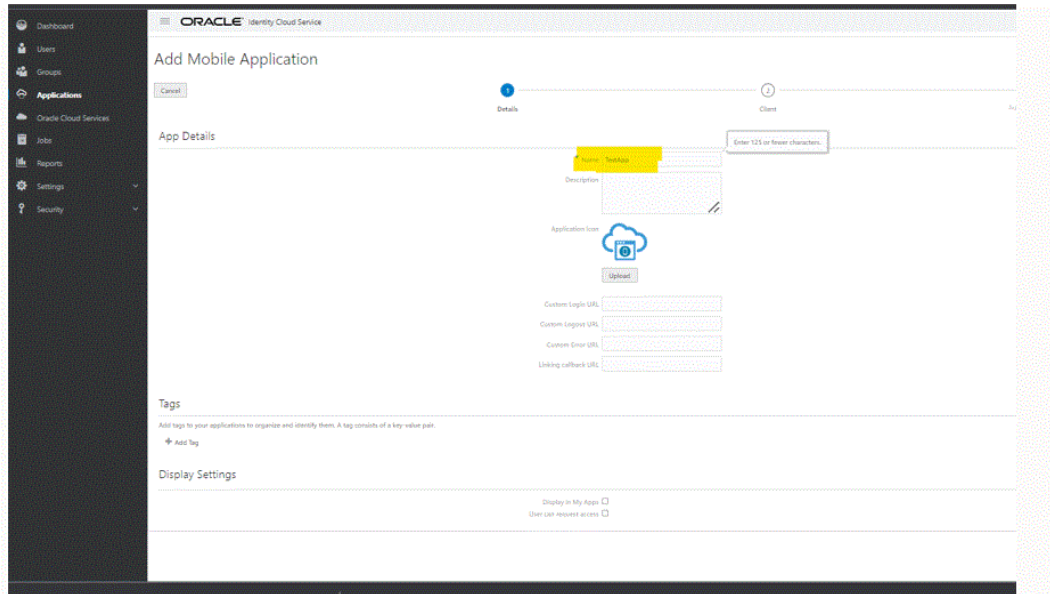 Dashboard
Users
Groups
Applications
Oracle Cloud Services
Jobs
Reports
Settings
Security
ORACLE Identity Cloud Service
Add Mobile Application
Cancel
1
Details
2
Client
App Details
Enter 125 or fewer characters.
* Name TestApp
Description
Application Icon
Upload
Custom Login URL
Custom Logout URL
Custom Error URL
Linking callback URL
Tags
Add tags to your applications to organize and identify them. A tag consists of a key-value pair.
Add Tag
Display Settings
Display in My Apps
User can request access